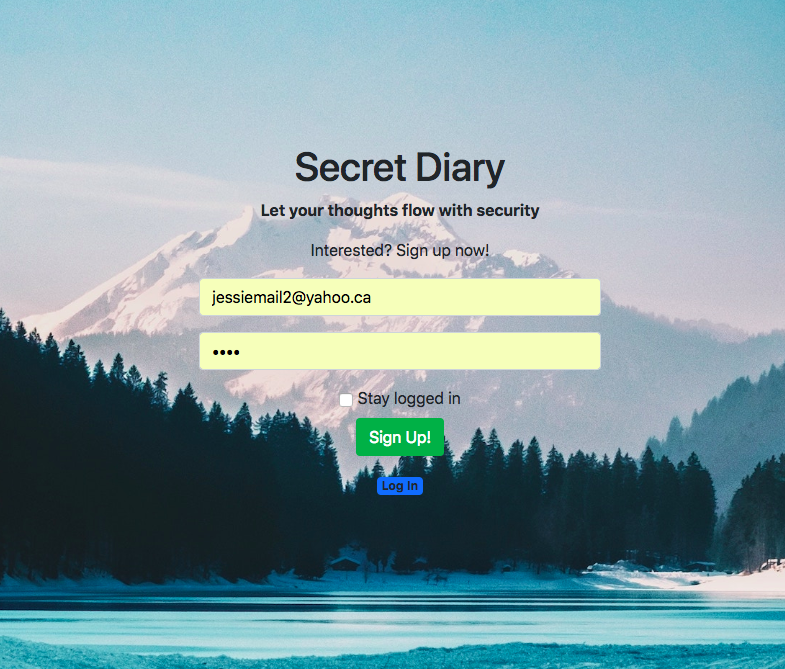 Secret Diary
Let your thoughts flow with security
Interested? Sign up now!
jessiemail2@yahoo.ca
••••
Stay logged in
Sign Up!
Log In